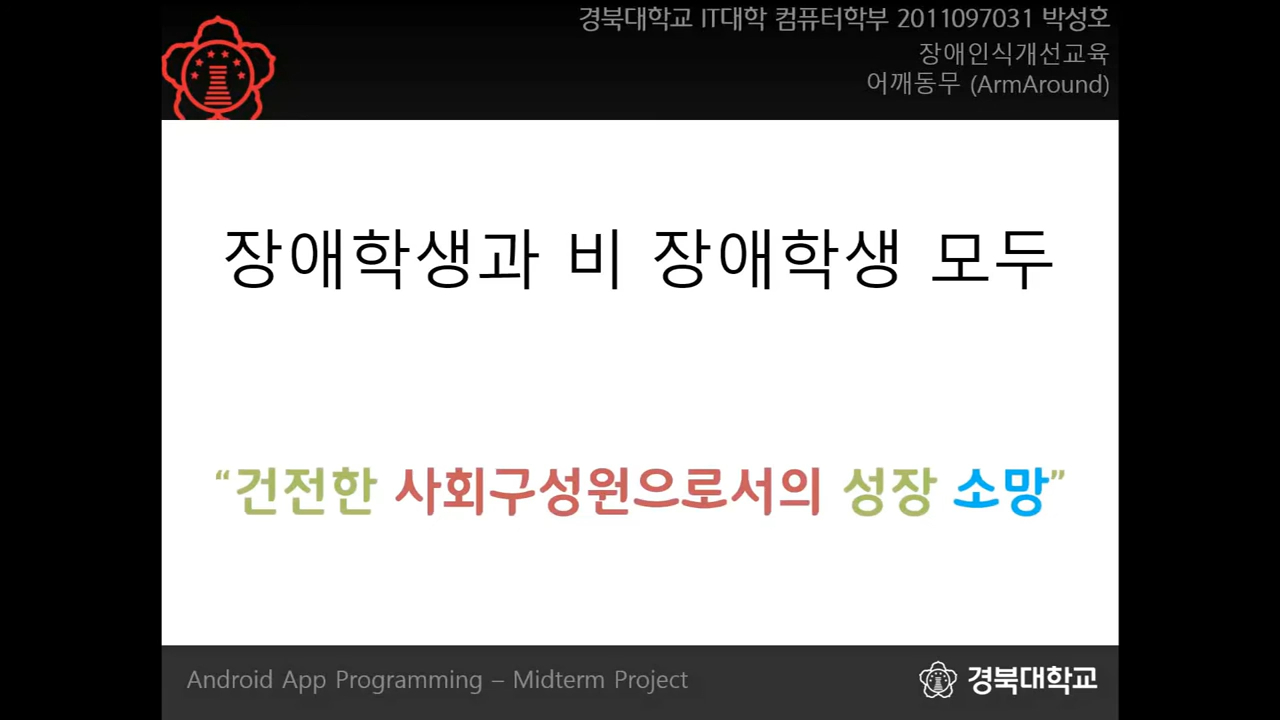 경북대학교 IT대학 컴퓨터학부 2011097031 박성호
장애인식개선교육
어깨동무 (ArmAround)
장애학생과 비 장애학생 모두
“건전한 사회구성원으로서의 성장 소망”
Android App Programming – Midterm Project
경북대학교